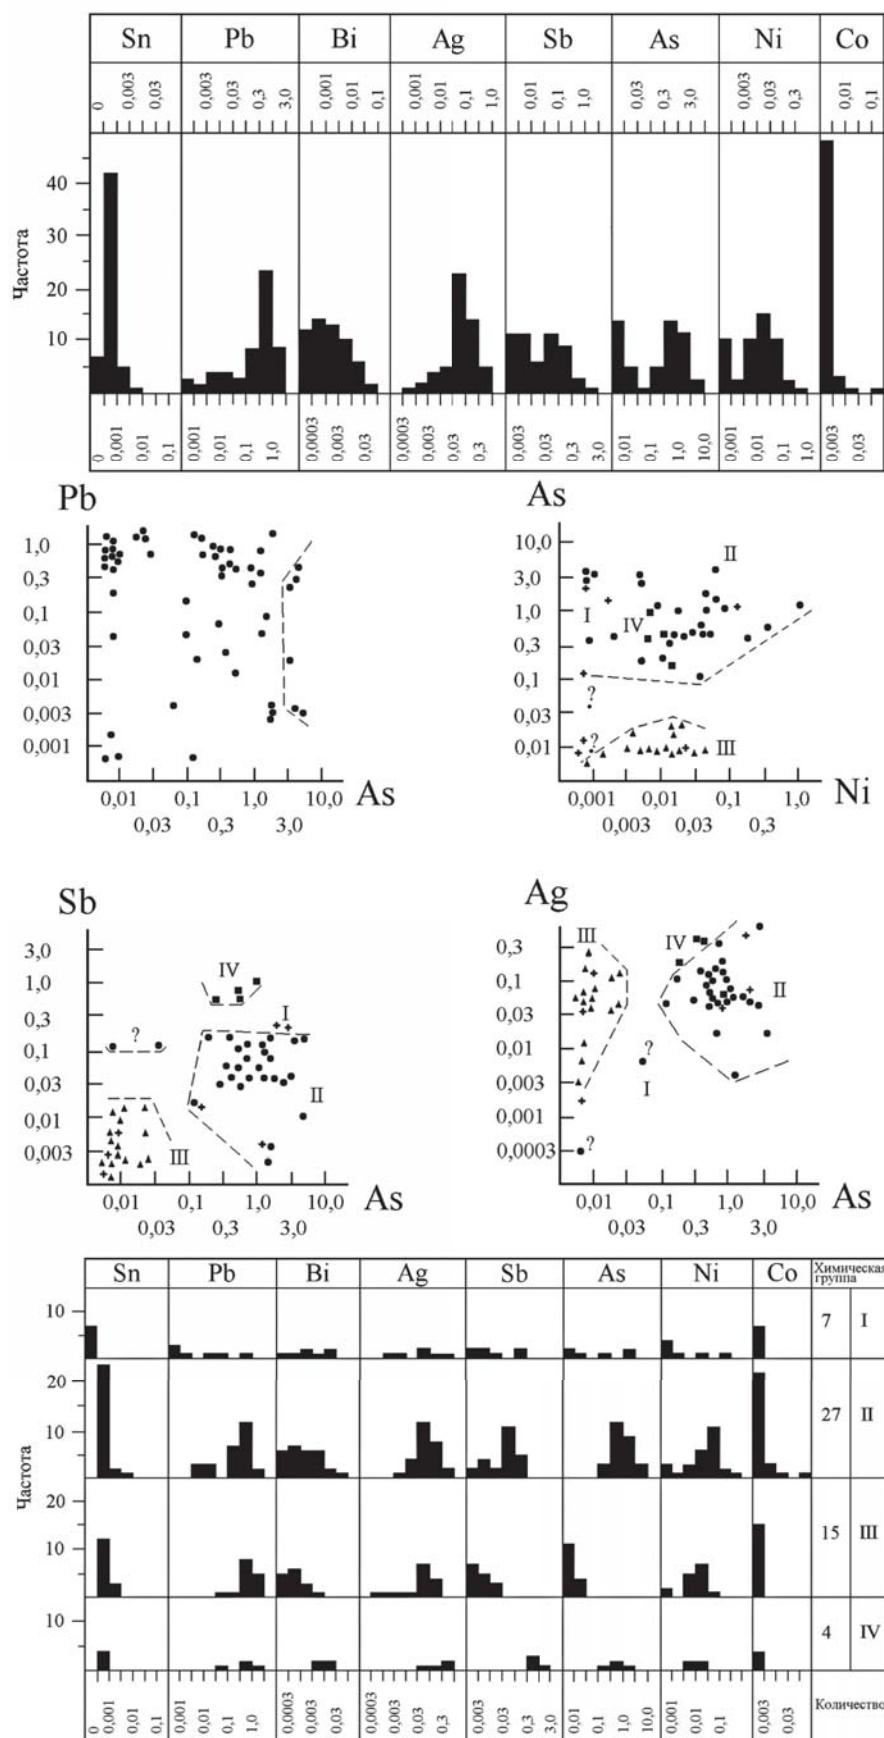 Sn Pb Bi Ag Sb As Ni Co
0 0,003 0,03 0,003 0,03 0,3 3,0 0,001 0,01 0,1 0,001 0,01 0,1 1,0 0,01 0,1 1,0 0,03 0,3 3,0 0,003 0,03 0,3 0,01 0,1
Частота
40
30
20
10
0 0,001 0,01 0,1 0,001 0,01 0,1 1,0 0,0003 0,003 0,03 0,0003 0,003 0,03 0,3 0,003 0,03 0,3 3,0 0,01 0,1 1,0 10,0 0,001 0,01 0,1 1,0 0,003 0,03
Pb
1,0
0,3
0,1
0,03
0,01
0,003
0,001
0,01 0,1 1,0 10,0
0,03 0,3 3,0
As
As
10,0
3,0
1,0
0,3
0,1
0,03
0,01
II
I
IV
?
?
III
0,001 0,01 0,1 1,0
0,003 0,03 0,3
Ni
Sb
3,0
1,0
0,3
0,1
0,03
0,01
0,003
IV
I
?
II
III
0,01 0,1 1,0 10,0
0,03 0,3 3,0
As
Ag
0,3
0,1
0,03
0,01
0,003
0,001
0,0003
III
IV
II
?
I
?
0,01 0,1 1,0 10,0
0,03 0,3 3,0
As
Sn Pb Bi Ag Sb As Ni Co Химическая
группа
10 7 I
Частота
20
10
27 II
20
10
15 III
10
4 IV
0 0,001 0,01 0,1 0,001 0,01 0,1 1,0 0,0003 0,003 0,03 0,0003 0,003 0,03 0,3 0,003 0,03 0,3 3,0 0,01 0,1 1,0 10,0 0,001 0,01 0,1 1,0 0,003 0,03 Количество